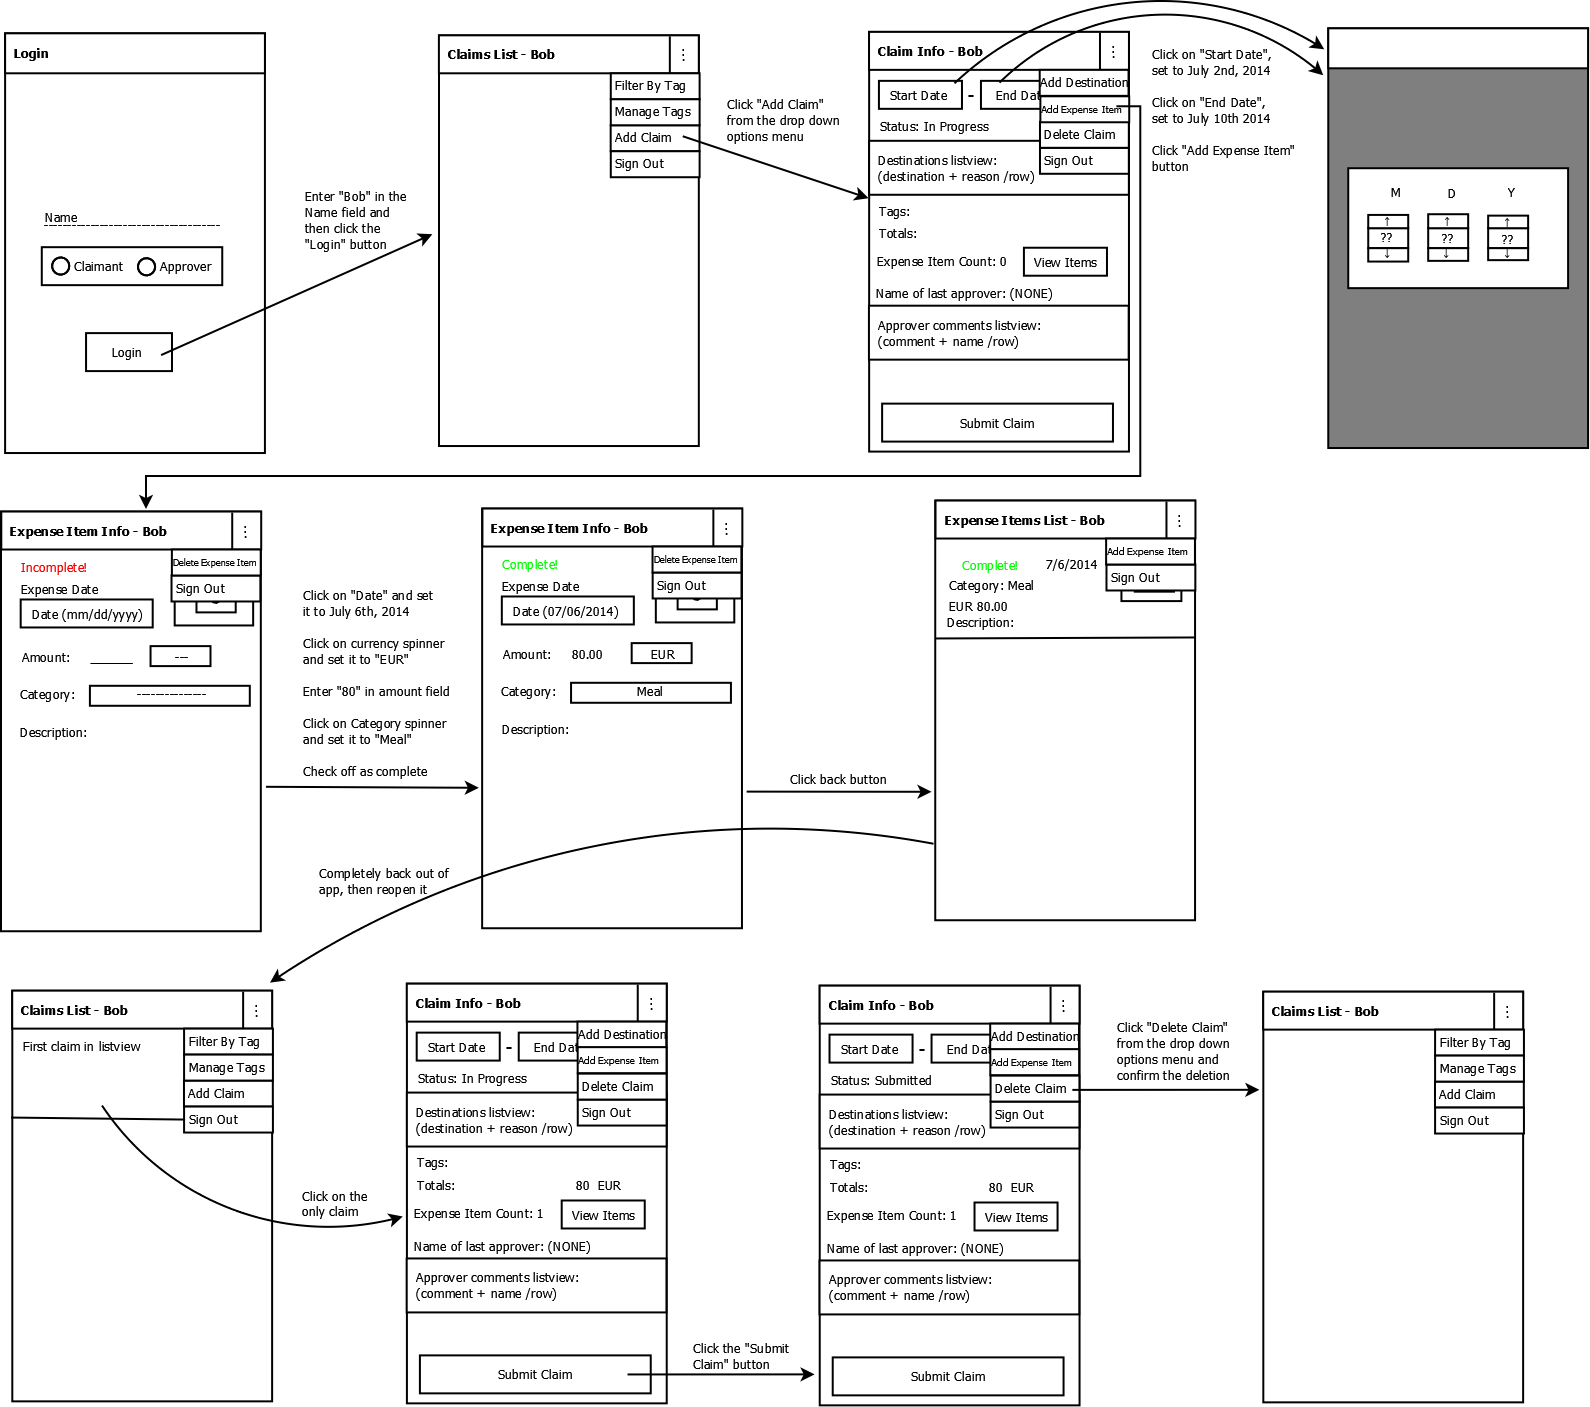 Login
Name
Claimant
Approver
Login
Enter "Bob" in the
Name field and
then click the
"Login" button
Claims List - Bob
Filter By Tag
Manage Tags
Add Claim
Sign Out
Click "Add Claim"
from the drop down
options menu
Claim Info - Bob
Start Date
-
End Dat
Add Destination
Add Expense Item
Delete Claim
Sign Out
Status: In Progress
Destinations listview:
(destination + reason /row)
Tags:
Totals:
Expense Item Count: 0
View Items
Name of last approver: (NONE)
Approver comments listview:
(comment + name /row)
Submit Claim
Click on "Start Date",
set to July 2nd, 2014
Click on "End Date",
set to July 10th 2014
Click "Add Expense Item"
button
M D Y
↑ ↑ ↑
?? ?? ??
↓ ↓ ↓
Expense Item Info - Bob
Delete Expense Item
Sign Out
Incomplete!
Expense Date
Date (mm/dd/yyyy)
Amount: ______ ---
Category: ---------------
Description:
Click on "Date" and set
it to July 6th, 2014
Click on currency spinner
and set it to "EUR"
Enter "80" in amount field
Click on Category spinner
and set it to "Meal"
Check off as complete
Expense Item Info - Bob
Delete Expense Item
Sign Out
Complete!
Expense Date
Date (07/06/2014)
Amount: 80.00 EUR
Category: Meal
Description:
Click back button
Expense Items List - Bob
Add Expense Item
Sign Out
Complete! 7/6/2014
Category: Meal
EUR 80.00
Description:
Completely back out of
app, then reopen it
Claims List - Bob
First claim in listview
Filter By Tag
Manage Tags
Add Claim
Sign Out
Click on the
only claim
Claim Info - Bob
Start Date
-
End Dat
Add Destination
Add Expense Item
Delete Claim
Sign Out
Status: In Progress
Destinations listview:
(destination + reason /row)
Tags:
Totals: 80 EUR
Expense Item Count: 1
View Items
Name of last approver: (NONE)
Approver comments listview:
(comment + name /row)
Submit Claim
Click the "Submit
Claim" button
Claim Info - Bob
Start Date
-
End Dat
Add Destination
Add Expense Item
Delete Claim
Sign Out
Status: Submitted
Destinations listview:
(destination + reason /row)
Tags:
Totals: 80 EUR
Expense Item Count: 1
View Items
Name of last approver: (NONE)
Approver comments listview:
(comment + name /row)
Submit Claim
Click "Delete Claim"
from the drop down
options menu and
confirm the deletion
Claims List - Bob
Filter By Tag
Manage Tags
Add Claim
Sign Out